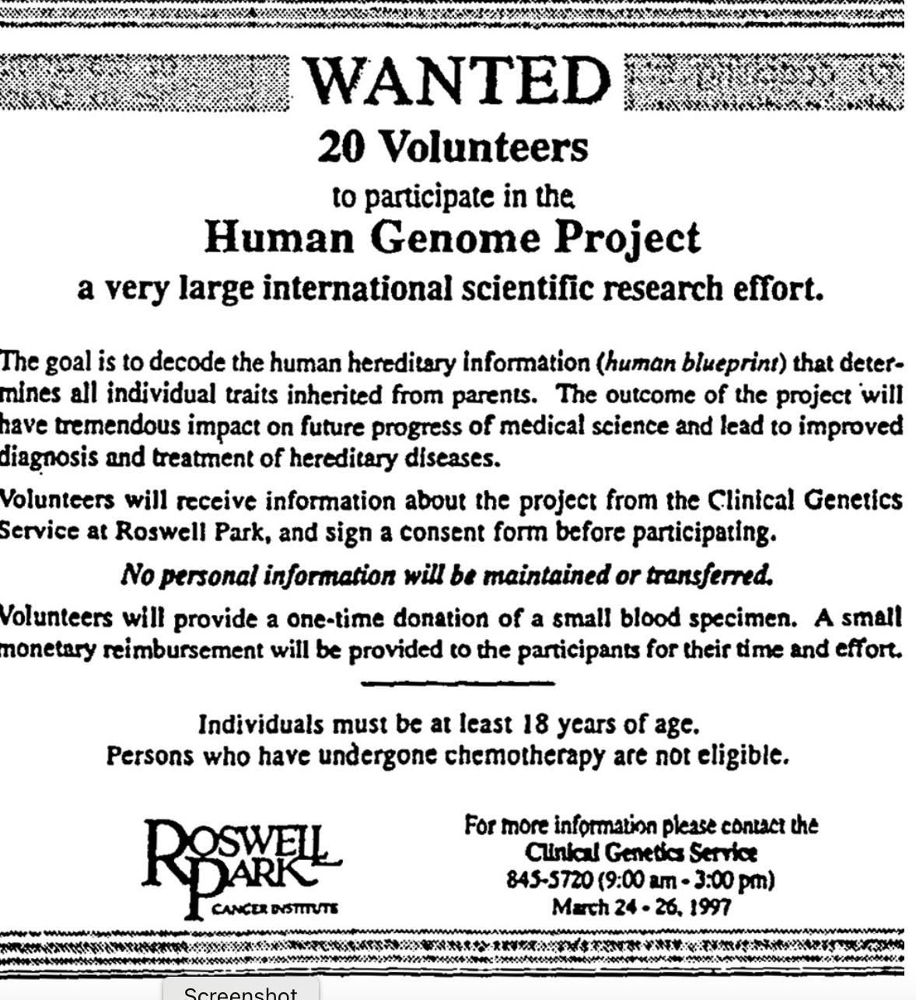 WANTED
20 Volunteers
to participate in the
Human Genome Project
a very large international scientific research effort.
The goal is to decode the human hereditary information (human blueprint) that deter-
mines all individual traits inherited from parents. The outcome of the project will
have tremendous impact on future progress of medical science and lead to improved
diagnosis and treatment of hereditary diseases.
Volunteers will receive information about the project from the Clinical Genetics
Service at Roswell Park, and sign a consent form before participating.
No personal information will be maintained or transferred.
Volunteers will provide a one-time donation of a small blood specimen. A small
monetary reimbursement will be provided to the participants for their time and effort.
Individuals must be at least 18 years of age.
Persons who have undergone chemotherapy are not eligible.
ROSWELL
PARK
CANCER INSTITUTE
For more information please contact the
Clinical Genetics Service
845-5720 (9:00 am - 3:00 pm)
March 24 - 26, 1997
Screenshot